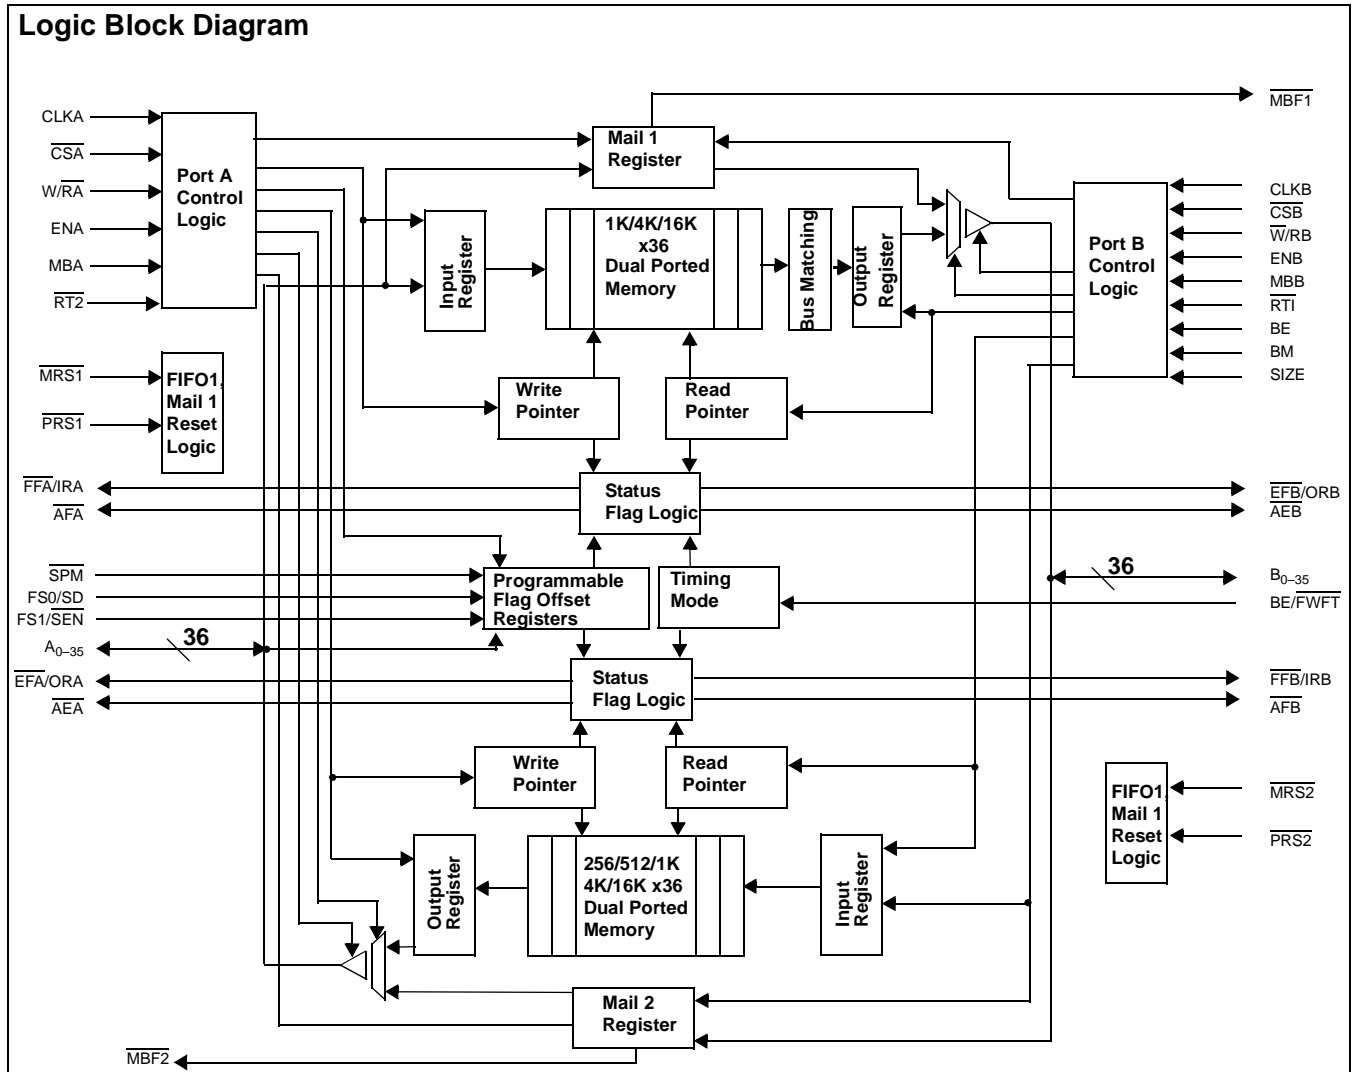 Logic Block Diagram
CLKA
CSA
W/RA
ENA
MBA
RT2
Port A
Control
Logic
Mail 1
Register
MBF1
CLKB
CSB
W/RB
ENB
MBB
RTI
BE
BM
SIZE
Port B
Control
Logic
Input
Register
1K/4K/16K
x36
Dual Ported
Memory
Bus Matching
Output
Register
MRS1
PRS1
FIFO1,
Mail 1
Reset
Logic
Write
Pointer
Read
Pointer
FFA/IRA
AFA
Status
Flag Logic
EFB/ORB
AEB
SPM
FS0/SD
FS1/SEN
Programmable
Flag Offset
Registers
Timing
Mode
36
B0–35
BE/FWFT
A0–35
36
EFA/ORA
AEA
Status
Flag Logic
FFB/IRB
AFB
Write
Pointer
Read
Pointer
FIFO1,
Mail 1
Reset
Logic
MRS2
PRS2
Output
Register
256/512/1K
4K/16K x36
Dual Ported
Memory
Input
Register
Mail 2
Register
MBF2